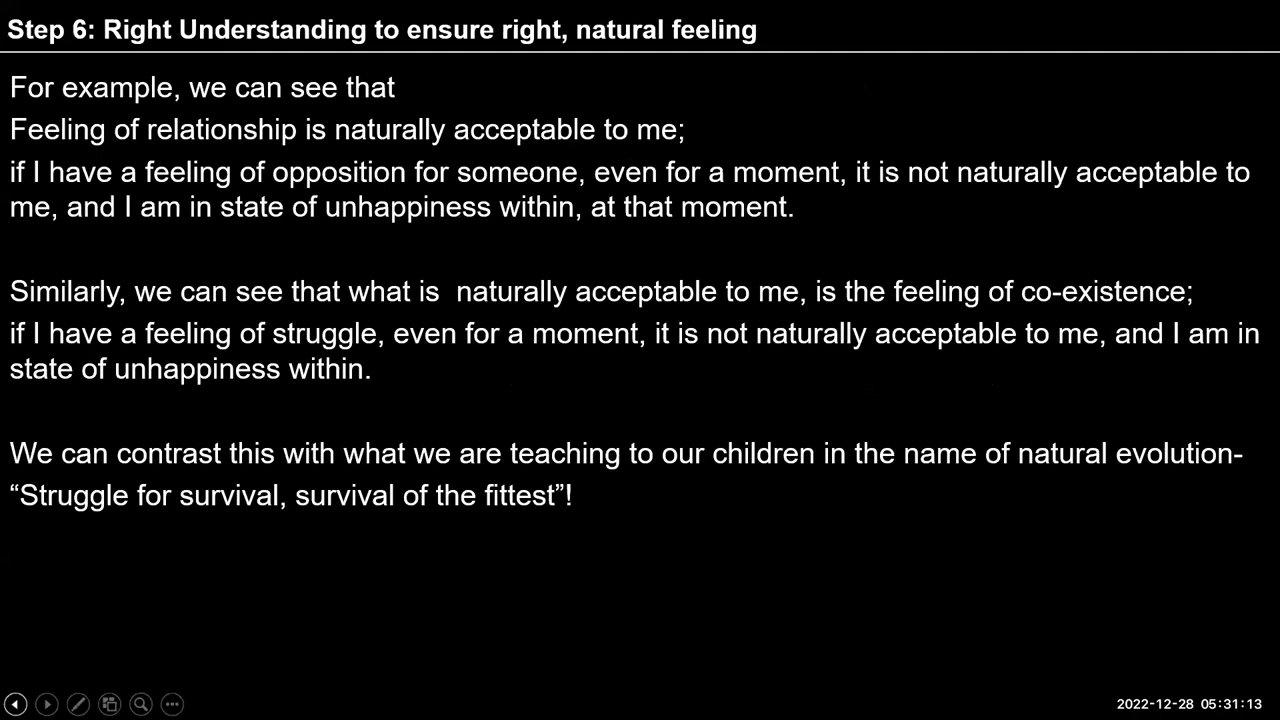 Step 6: Right Understanding to ensure right, natural feeling
For example, we can see that
Feeling of relationship is naturally acceptable to me;
if I have a feeling of opposition for someone, even for a moment, it is not naturally acceptable to
me, and I am in state of unhappiness within, at that moment.
Similarly, we can see that what is  naturally acceptable to me, is the feeling of co-existence;
if I have a feeling of struggle, even for a moment, it is not naturally acceptable to me, and I am in
state of unhappiness within.
We can contrast this with what we are teaching to our children in the name of natural evolution-
“Struggle for survival, survival of the fittest”!
2022-12-28 05:31:13